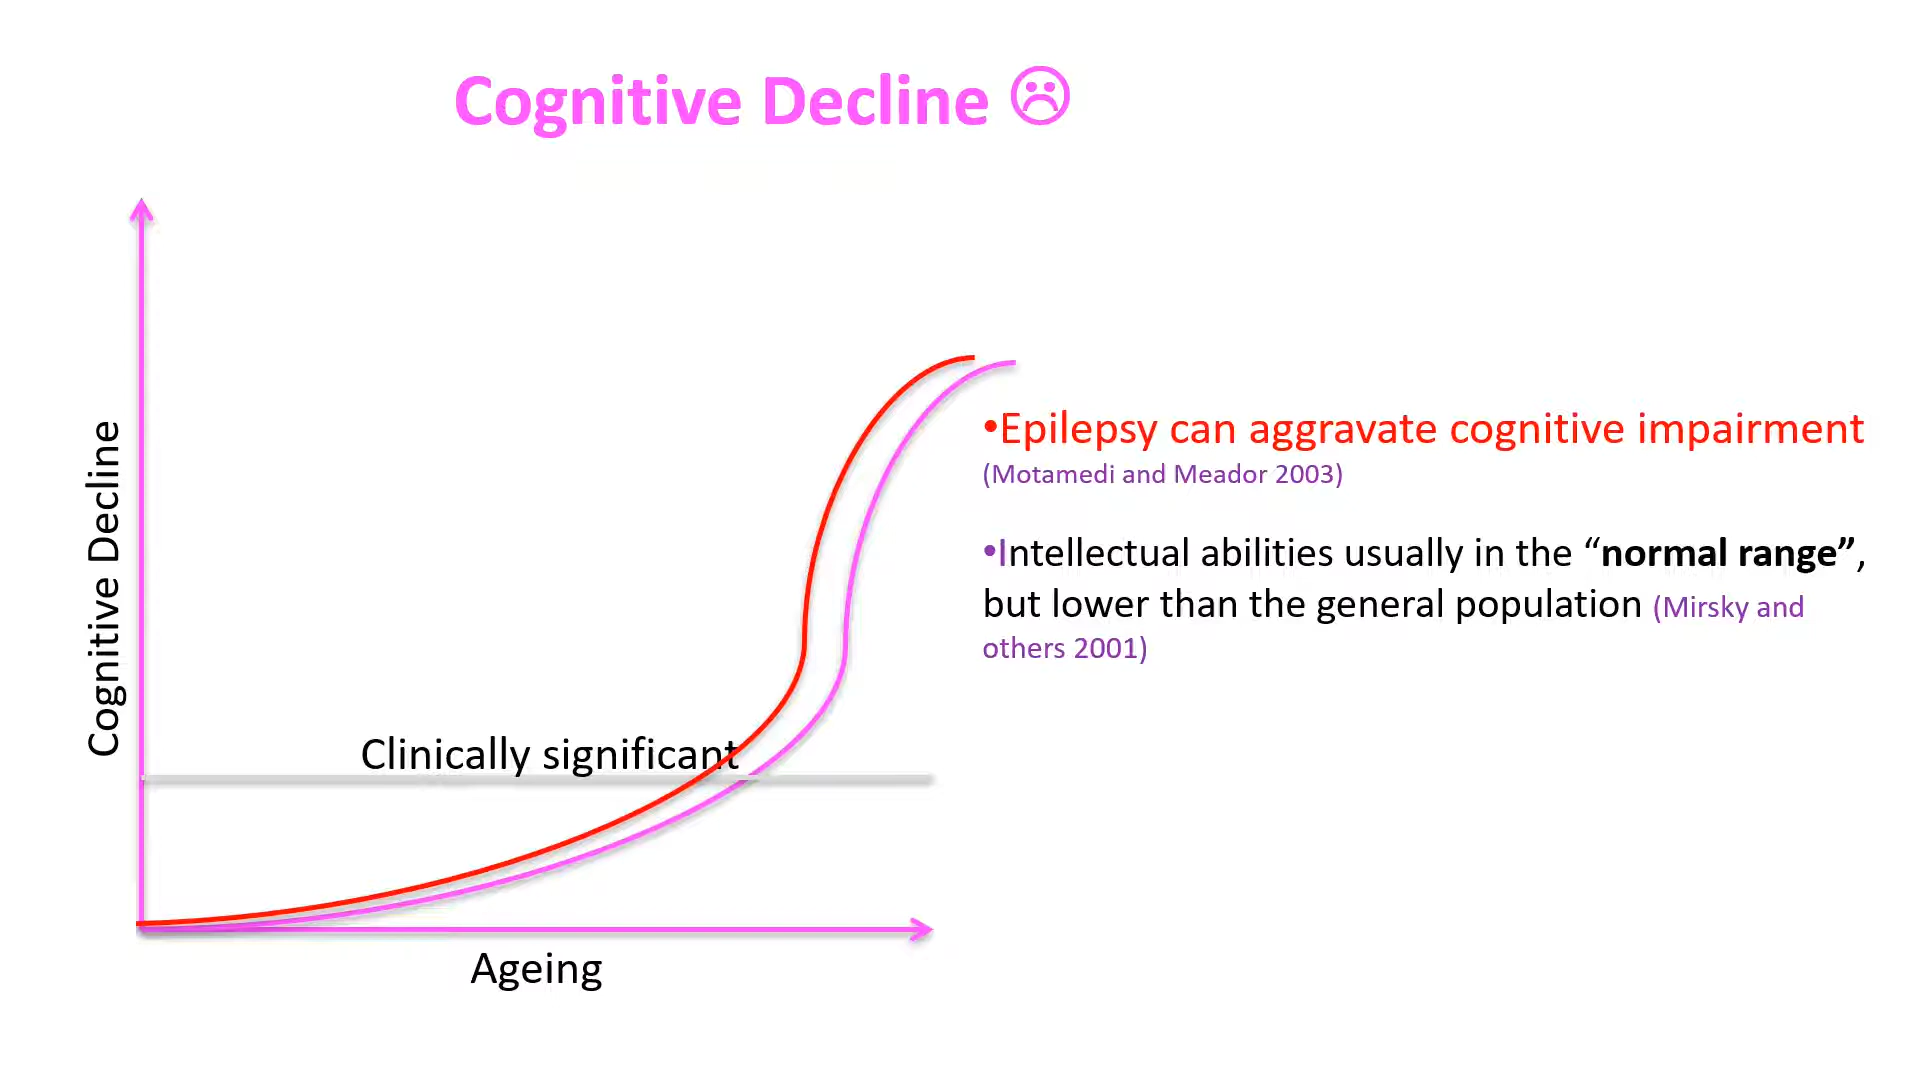 Cognitive Decline ☹
Cognitive Decline
•Epilepsy can aggravate cognitive impairment
(Motamedi and Meador 2003)
•Intellectual abilities usually in the “normal range”,
but lower than the general population (Mirsky and
others 2001)
Clinically significant
Ageing